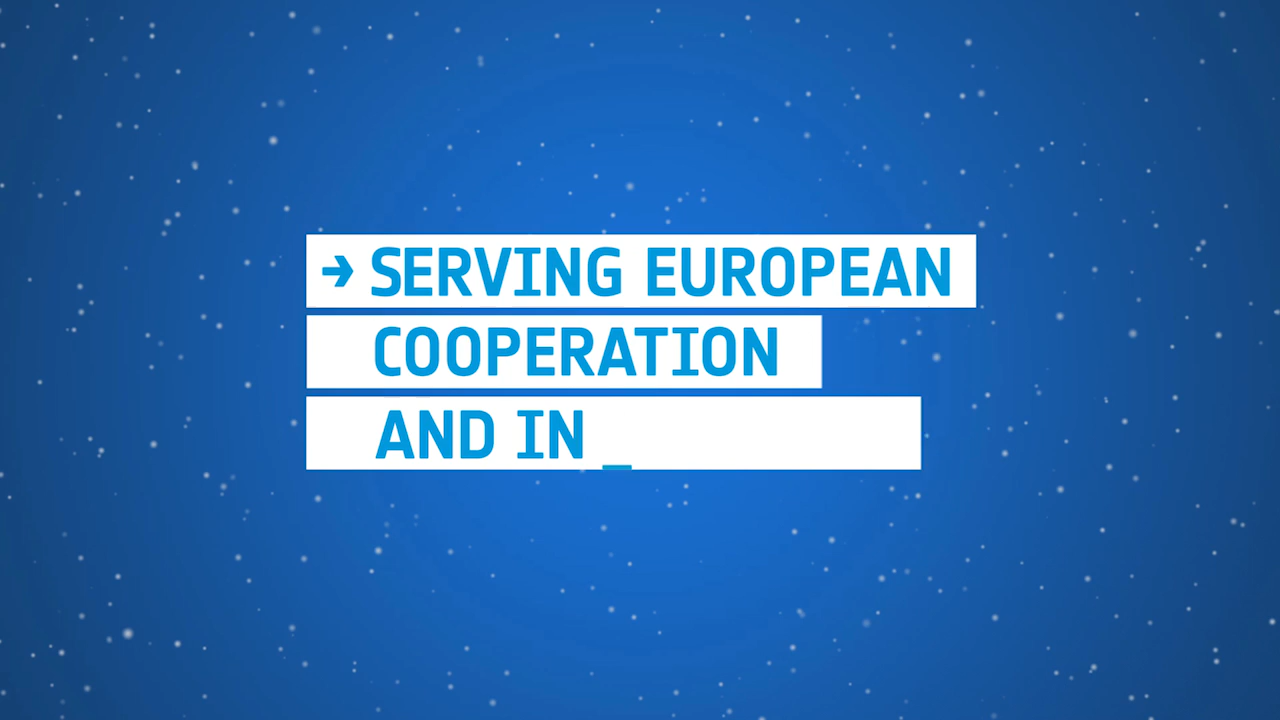 → SERVING EUROPEAN
COOPERATION
AND IN _